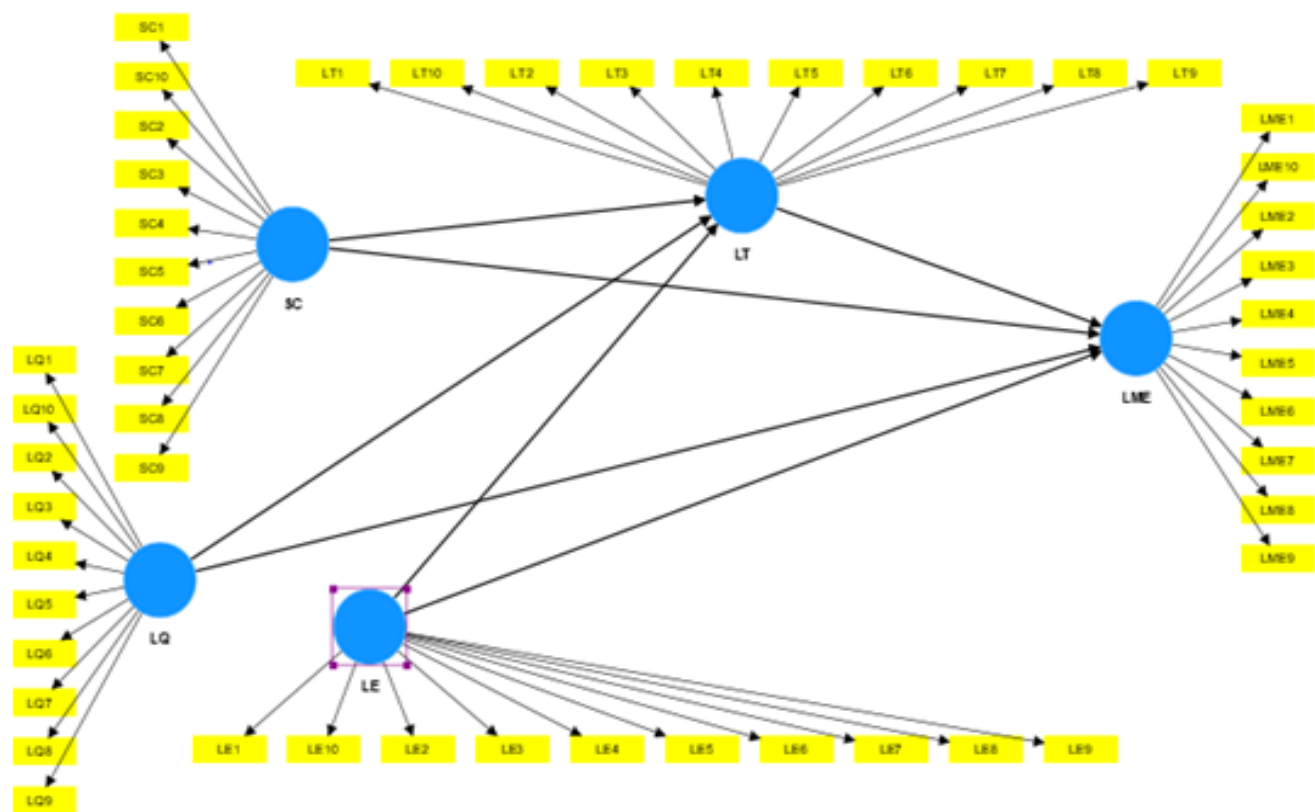 SC1
SC10
SC2
SC3
SC4
SC5
SC6
SC7
SC8
SC9
SC
LT1 LT10 LT2 LT3 LT4 LT5 LT6 LT7 LT8 LT9
LT
LME1
LME10
LME2
LME3
LME4
LME5
LME6
LME7
LME8
LME9
LME
LQ1
LQ10
LQ2
LQ3
LQ4
LQ5
LQ6
LQ7
LQ8
LQ9
LQ
LE
LE1 LE10 LE2 LE3 LE4 LE5 LE6 LE7 LE8 LE9